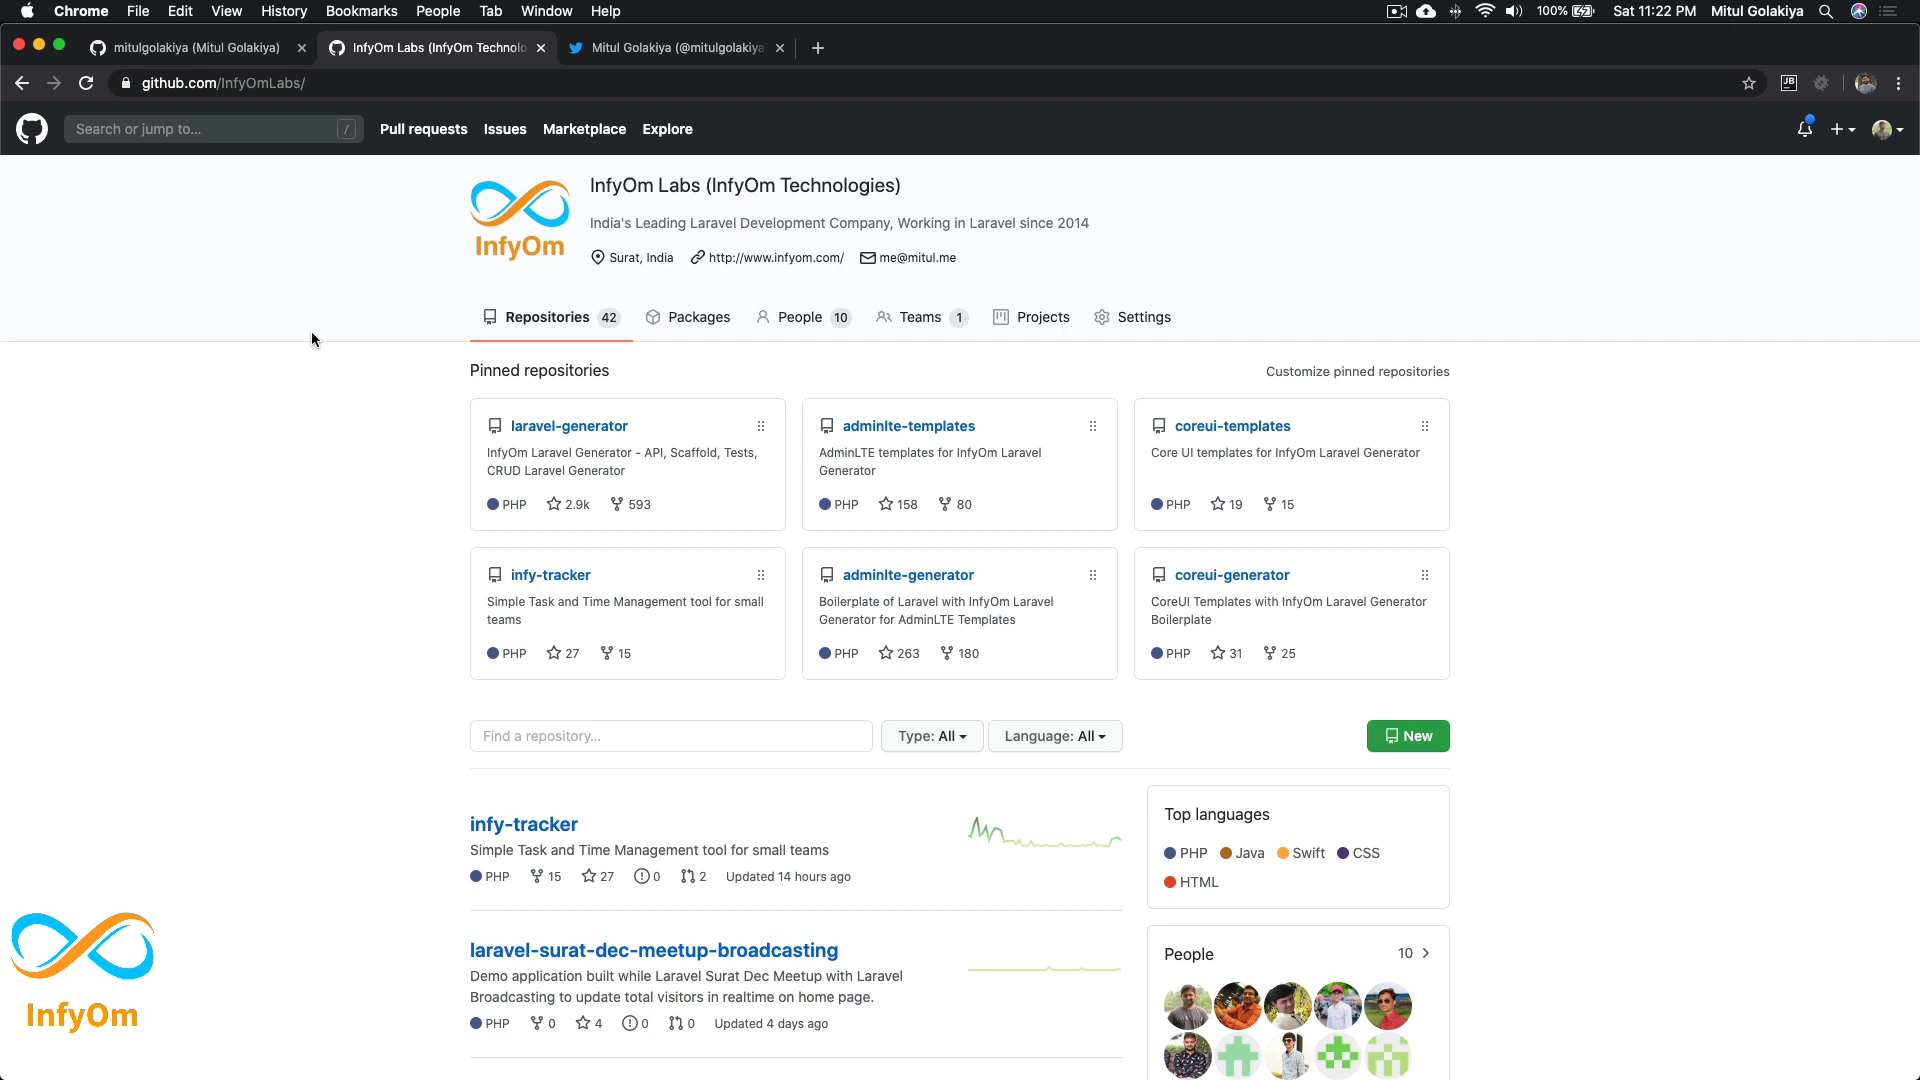 Chrome File Edit View History Bookmarks People Tab Window Help
100% Sat 11:22 PM Mitul Golakiya
mitulgolakiya (Mitul Golakiya)
InfyOm Labs (InfyOm Technolo
Mitul Golakiya (@mitulgolakiya
github.com/InfyOmLabs/
JB
Search or jump to...
/
Pull requests Issues Marketplace Explore
InfyOm
InfyOm Labs (InfyOm Technologies)
India's Leading Laravel Development Company, Working in Laravel since 2014
Surat, India http://www.infyom.com/ me@mitul.me
Repositories 42 Packages People 10 Teams 1 Projects Settings
Pinned repositories
Customize pinned repositories
laravel-generator
InfyOm Laravel Generator - API, Scaffold, Tests,
CRUD Laravel Generator
PHP 2.9k 593
adminlte-templates
AdminLTE templates for InfyOm Laravel
Generator
PHP 158 80
coreui-templates
Core UI templates for InfyOm Laravel Generator
PHP 19 15
infy-tracker
Simple Task and Time Management tool for small
teams
PHP 27 15
adminlte-generator
Boilerplate of Laravel with InfyOm Laravel
Generator for AdminLTE Templates
PHP 263 180
coreui-generator
CoreUI Templates with InfyOm Laravel Generator
Boilerplate
PHP 31 25
Find a repository...
Type: All
Language: All
New
infy-tracker
Simple Task and Time Management tool for small teams
PHP 15 27 0 2 Updated 14 hours ago
laravel-surat-dec-meetup-broadcasting
Demo application built while Laravel Surat Dec Meetup with Laravel
Broadcasting to update total visitors in realtime on home page.
PHP 0 4 0 0 Updated 4 days ago
Top languages
PHP Java Swift CSS
HTML
People 10
InfyOm